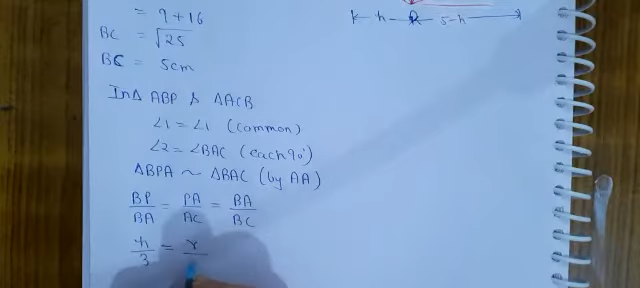 = 9 + 16
BC = √25
BC = 5cm
k h R 5-h
In Δ ABP & ΔACB
∠1 = ∠1 (common)
∠2 = ∠BAC (each 90°)
ΔBPA ~ ΔBAC (by AA)
BP/BA = PA/AC = BA/BC
h/3 = r/